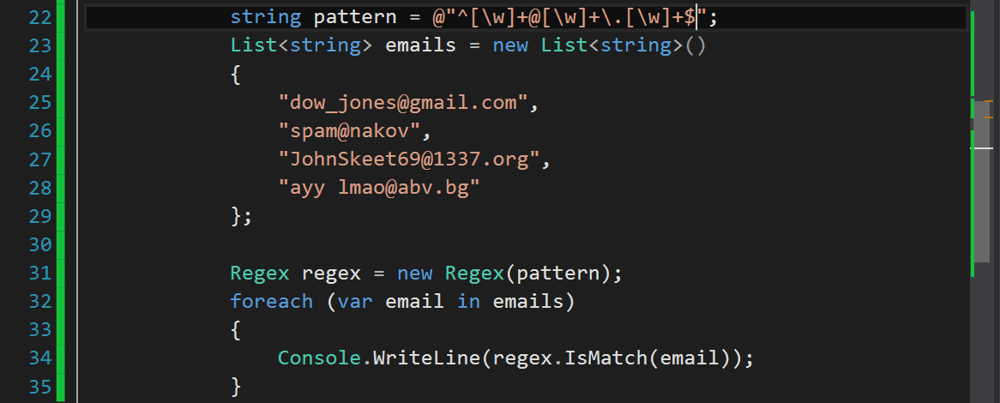 22 string pattern = @"^[\w]+@[\w]+\.[\w]+$";
23 List<string> emails = new List<string>()
24 {
25 "dow_jones@gmail.com",
26 "spam@nakov",
27 "JohnSkeet69@1337.org",
28 "ayy lmao@abv.bg"
29 };
30
31 Regex regex = new Regex(pattern);
32 foreach (var email in emails)
33 {
34 Console.WriteLine(regex.IsMatch(email));
35 }